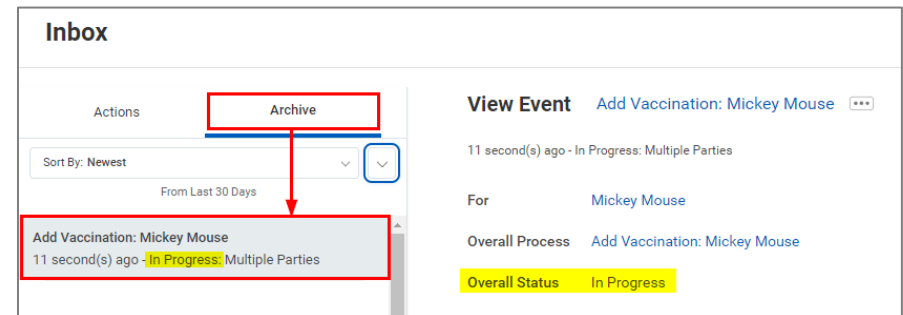 Inbox
Actions
Archive
Sort By: Newest
From Last 30 Days
Add Vaccination: Mickey Mouse
11 second(s) ago - In Progress: Multiple Parties
View Event Add Vaccination: Mickey Mouse
11 second(s) ago - In Progress: Multiple Parties
For Mickey Mouse
Overall Process Add Vaccination: Mickey Mouse
Overall Status In Progress